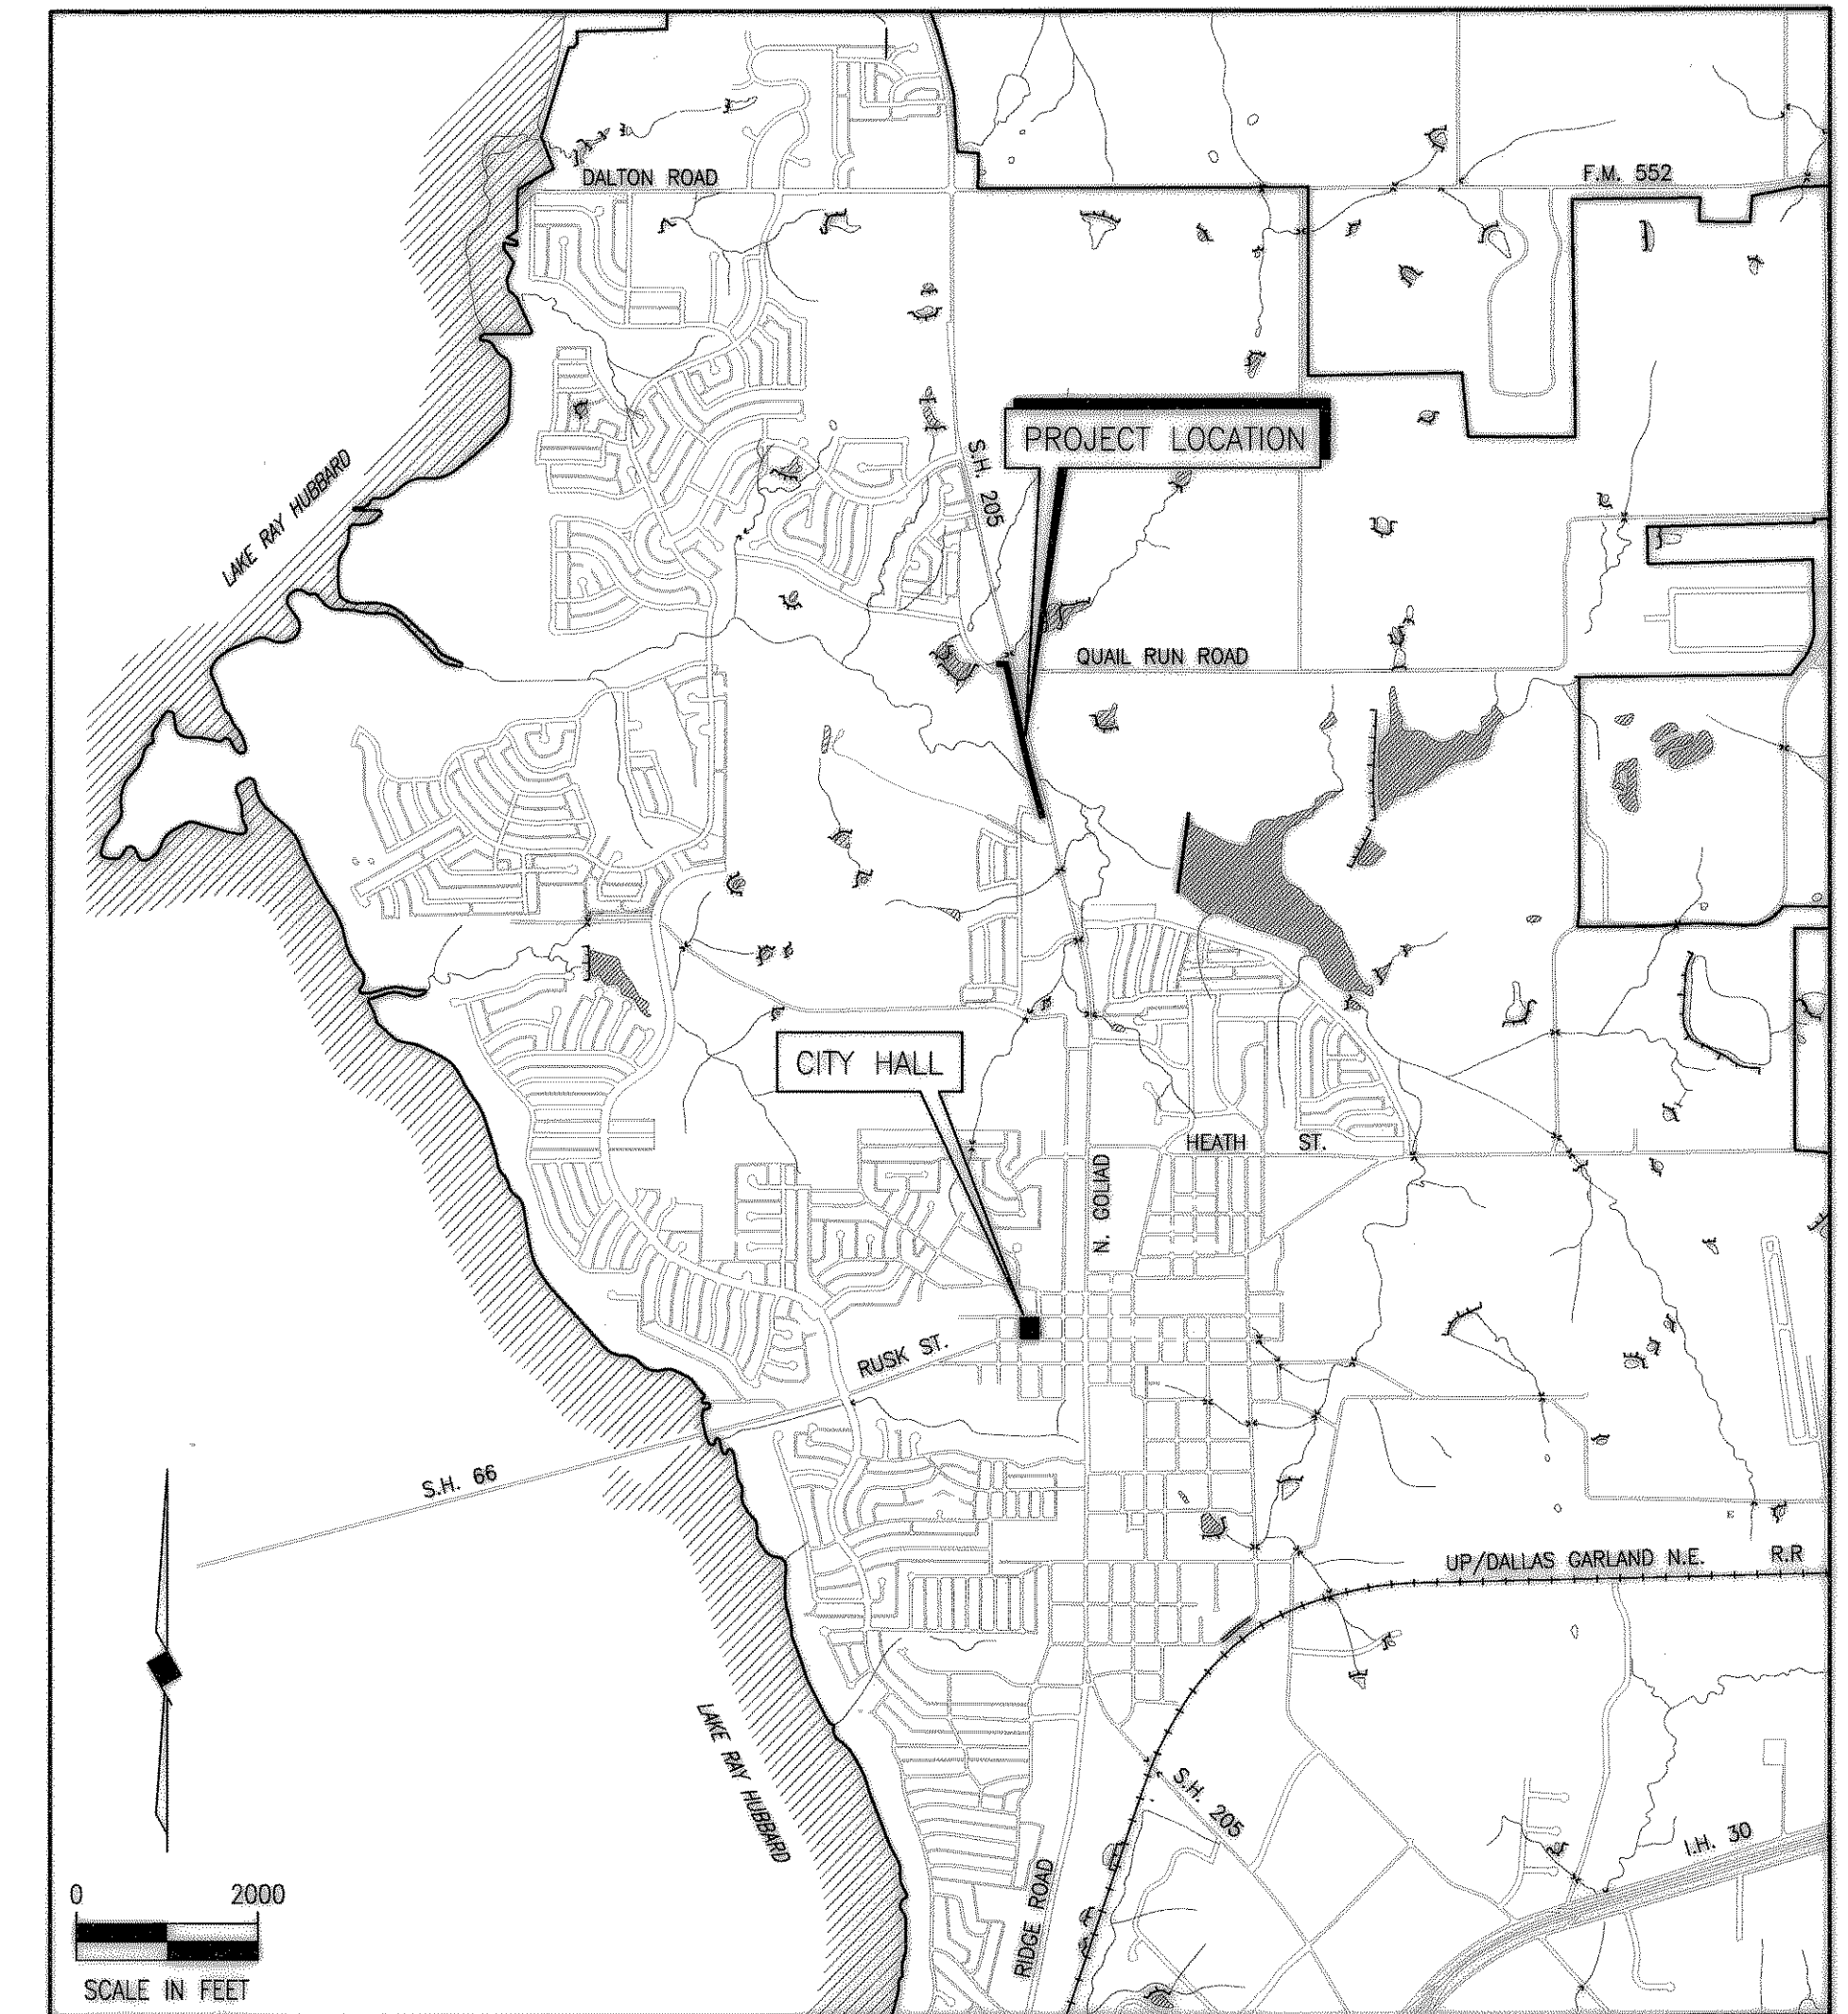 DALTON ROAD
F.M. 552
PROJECT LOCATION
S.H. 205
LAKE RAY HUBBARD
QUAIL RUN ROAD
CITY HALL
HEATH ST.
N. GOLIAD
RUSK ST.
S.H. 66
E
UP/DALLAS GARLAND N.E. R.R
LAKE RAY HUBBARD
S.H. 205
I.H. 30
RIDGE ROAD
0 2000
SCALE IN FEET